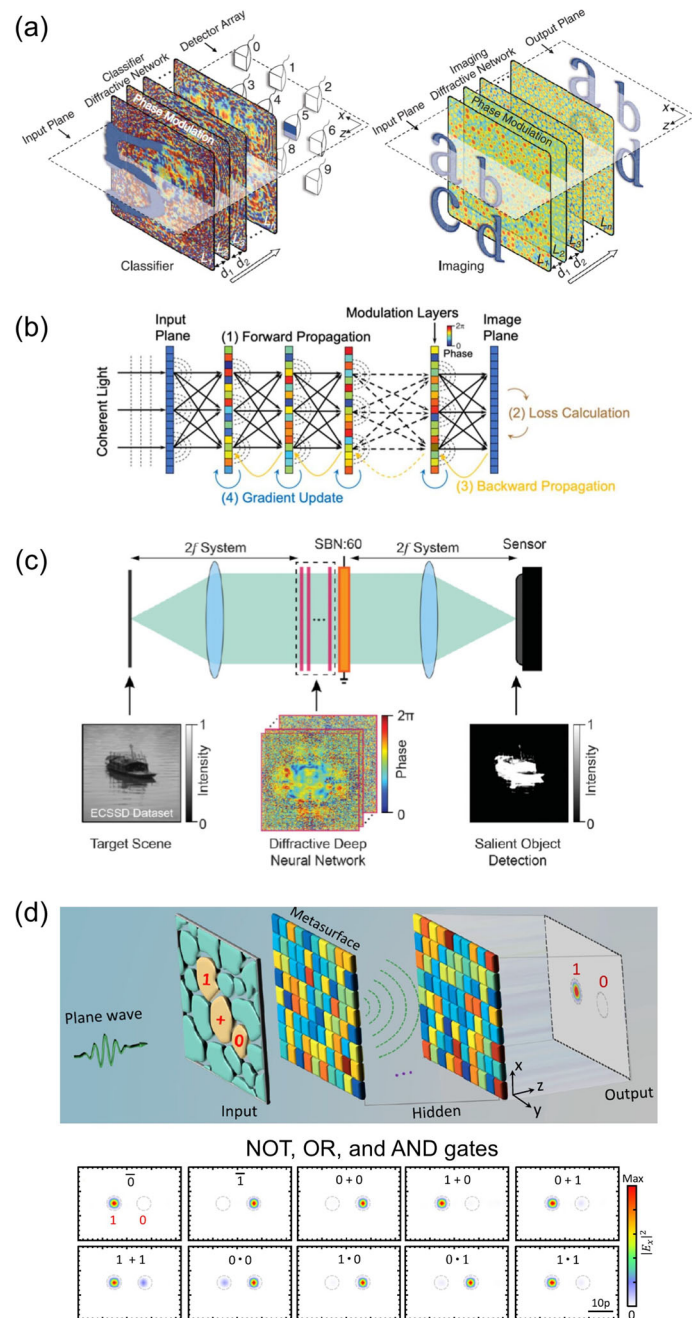 (a)
Input Plane
Classifier
Diffractive Network
Detector Array
Phase Modulation
0
1
2
3
4
5
6
8
9
x
z
L1
d1
d2
Classifier
Input Plane
Imaging
Diffractive Network
Output Plane
Phase Modulation
a
b
c
d
a
b
d
x
z
L1
L2
L3
Ln
d1
d2
Imaging
(b)
Input
Plane
(1) Forward Propagation
Modulation Layers
2π
0
Phase
Image
Plane
Coherent Light
(2) Loss Calculation
(3) Backward Propagation
(4) Gradient Update
(c)
2f System
SBN:60
2f System
Sensor
...
ECSSD Dataset
1
Intensity
0
Target Scene
2π
Phase
0
Diffractive Deep
Neural Network
1
Intensity
0
Salient Object
Detection
(d)
Plane wave
1
+
0
Input
Metasurface
...
Hidden
x
z
y
1
0
Output
NOT, OR, and AND gates
0̅
1 0
1̅
0 + 0
1 + 0
0 + 1
1 + 1
0 • 0
1 • 0
0 • 1
1 • 1
10p
Max
|Ex|²
0